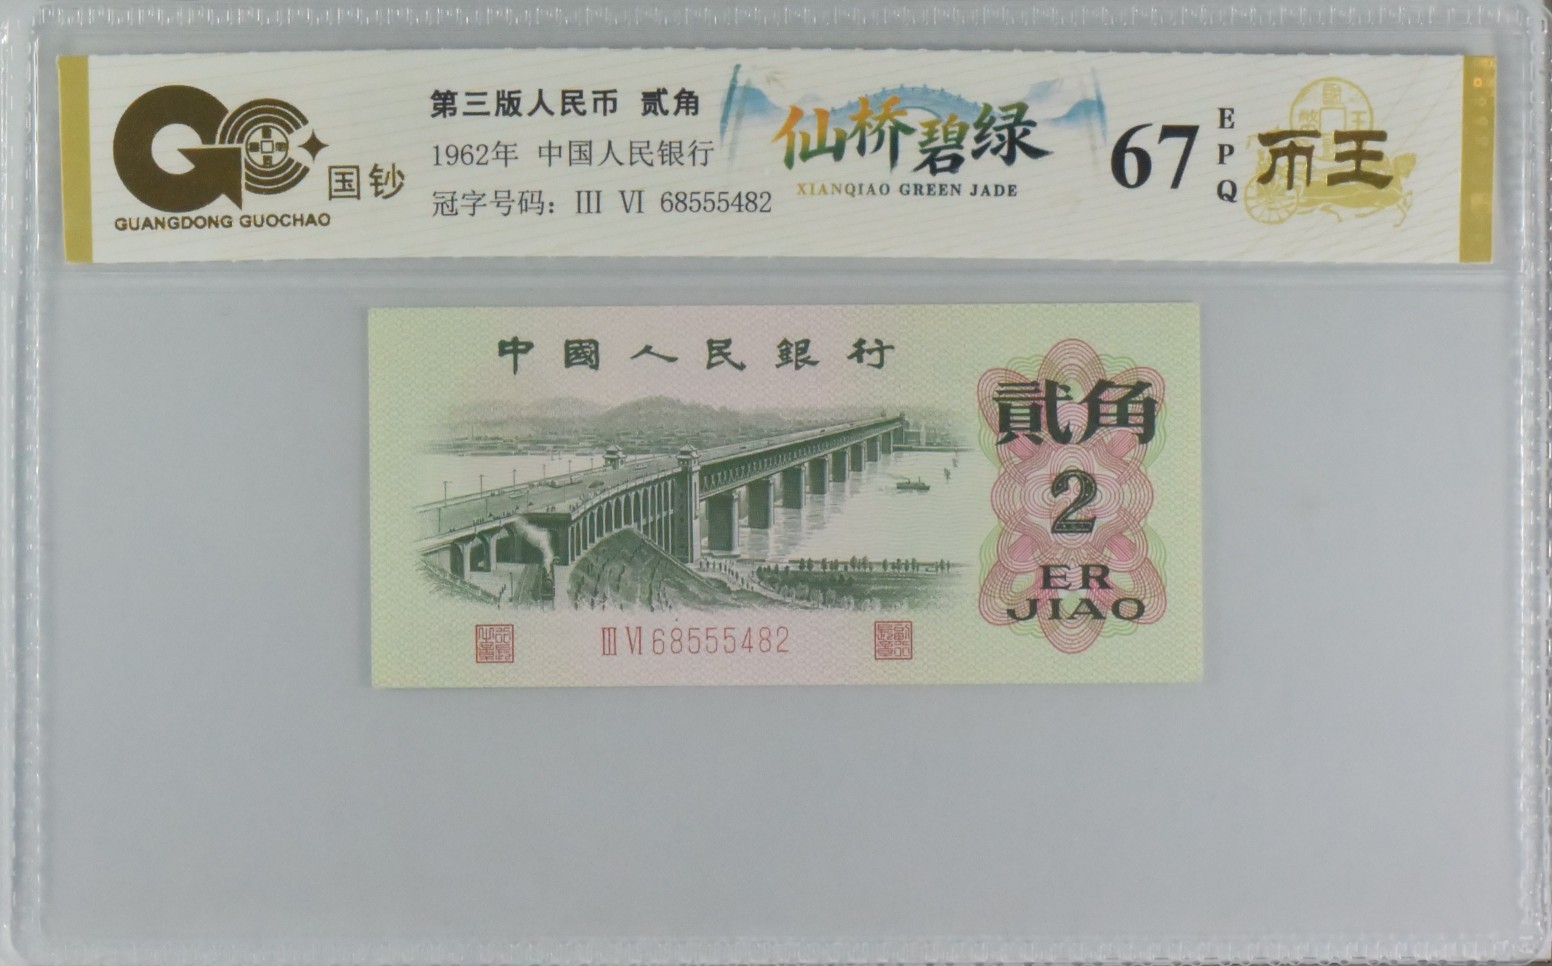 国钞
GUANGDONG GUOCHAO
第三版人民币 贰角
1962年 中国人民银行
冠字号码：Ⅲ Ⅵ 68555482
仙桥碧绿
XIANQIAO GREEN JADE
67
EPQ
币王
中國人民銀行
貳角
2
ER
JIAO
Ⅲ Ⅵ 68555482